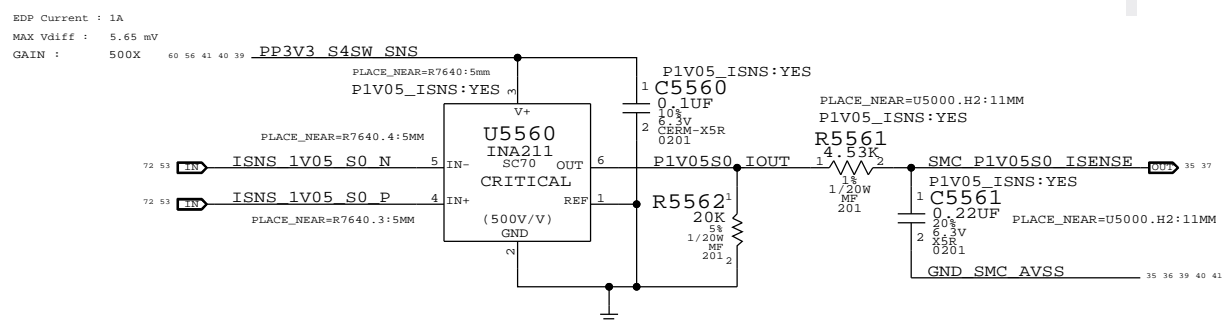 EDP Current : 1A
MAX Vdiff : 5.65 mV
GAIN : 500X
60 56 41 40 39 PP3V3_S4SW_SNS
PLACE_NEAR=R7640:5mm
P1V05_ISNS:YES
3
V+
P1V05_ISNS:YES
1 C5560
0.1UF
10%
6.3V
2 CERM-X5R
0201
PLACE_NEAR=U5000.H2:11MM
P1V05_ISNS:YES
R5561
4.53K
1 2
1%
1/20W
MF
201
PLACE_NEAR=R7640.4:5MM
U5560
INA211
SC70
CRITICAL
(500V/V)
72 53 IN ISNS_1V05_S0_N 5 IN-
OUT 6 P1V05S0_IOUT
72 53 IN ISNS_1V05_S0_P 4 IN+
REF 1
PLACE_NEAR=R7640.3:5MM
GND
2
R5562 1
20K
5%
1/20W
MF
201 2
SMC_P1V05S0_ISENSE OUT 35 37
P1V05_ISNS:YES
1 C5561
0.22UF
20%
6.3V
2 X5R
0201
PLACE_NEAR=U5000.H2:11MM
GND_SMC_AVSS 35 36 39 40 41